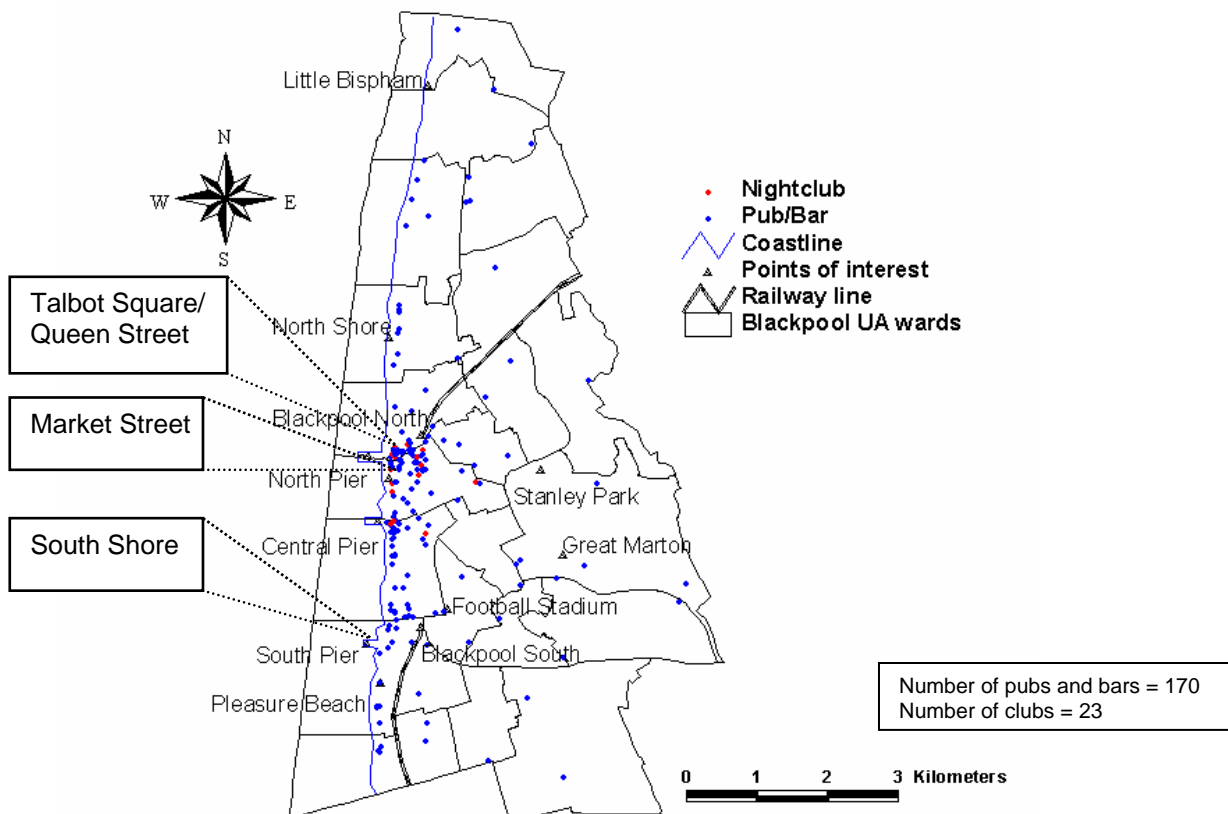 Little Bispham
N
W
E
S
Nightclub
Pub/Bar
Coastline
Points of interest
Railway line
Blackpool UA wards
Talbot Square/
Queen Street
North Shore
Market Street
Blackpool North
North Pier
Stanley Park
South Shore
Central Pier
Great Marton
Football Stadium
South Pier
Blackpool South
Pleasure Beach
Number of pubs and bars = 170
Number of clubs = 23
0 1 2 3 Kilometers